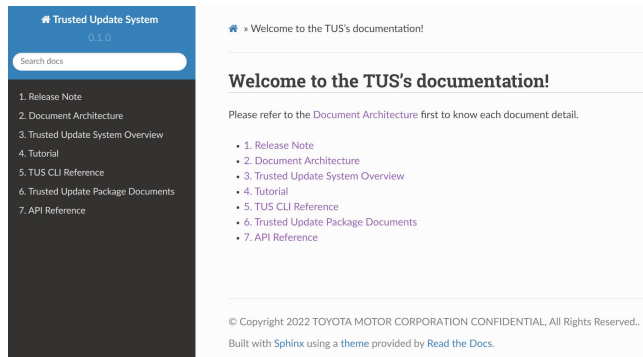 Trusted Update System
0.1.0
Search docs
1. Release Note
2. Document Architecture
3. Trusted Update System Overview
4. Tutorial
5. TUS CLI Reference
6. Trusted Update Package Documents
7. API Reference
» Welcome to the TUS's documentation!
Welcome to the TUS's documentation!
Please refer to the Document Architecture first to know each document detail.
• 1. Release Note
• 2. Document Architecture
• 3. Trusted Update System Overview
• 4. Tutorial
• 5. TUS CLI Reference
• 6. Trusted Update Package Documents
• 7. API Reference
© Copyright 2022 TOYOTA MOTOR CORPORATION CONFIDENTIAL, All Rights Reserved..
Built with Sphinx using a theme provided by Read the Docs.